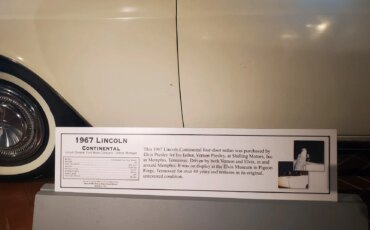 1967 LINCOLN
CONTINENTAL
This 1967 Lincoln Continental four-door sedan was purchased by
Elvis Presley for his father, Vernon Presley, at Shilling Motors, Inc
in Memphis, Tennessee. Driven by both Vernon and Elvis, in and
around Memphis. It was on display at the Elvis Museum in Pigeon
Forge, Tennessee for over 40 years and remains in its original,
unrestored condition.